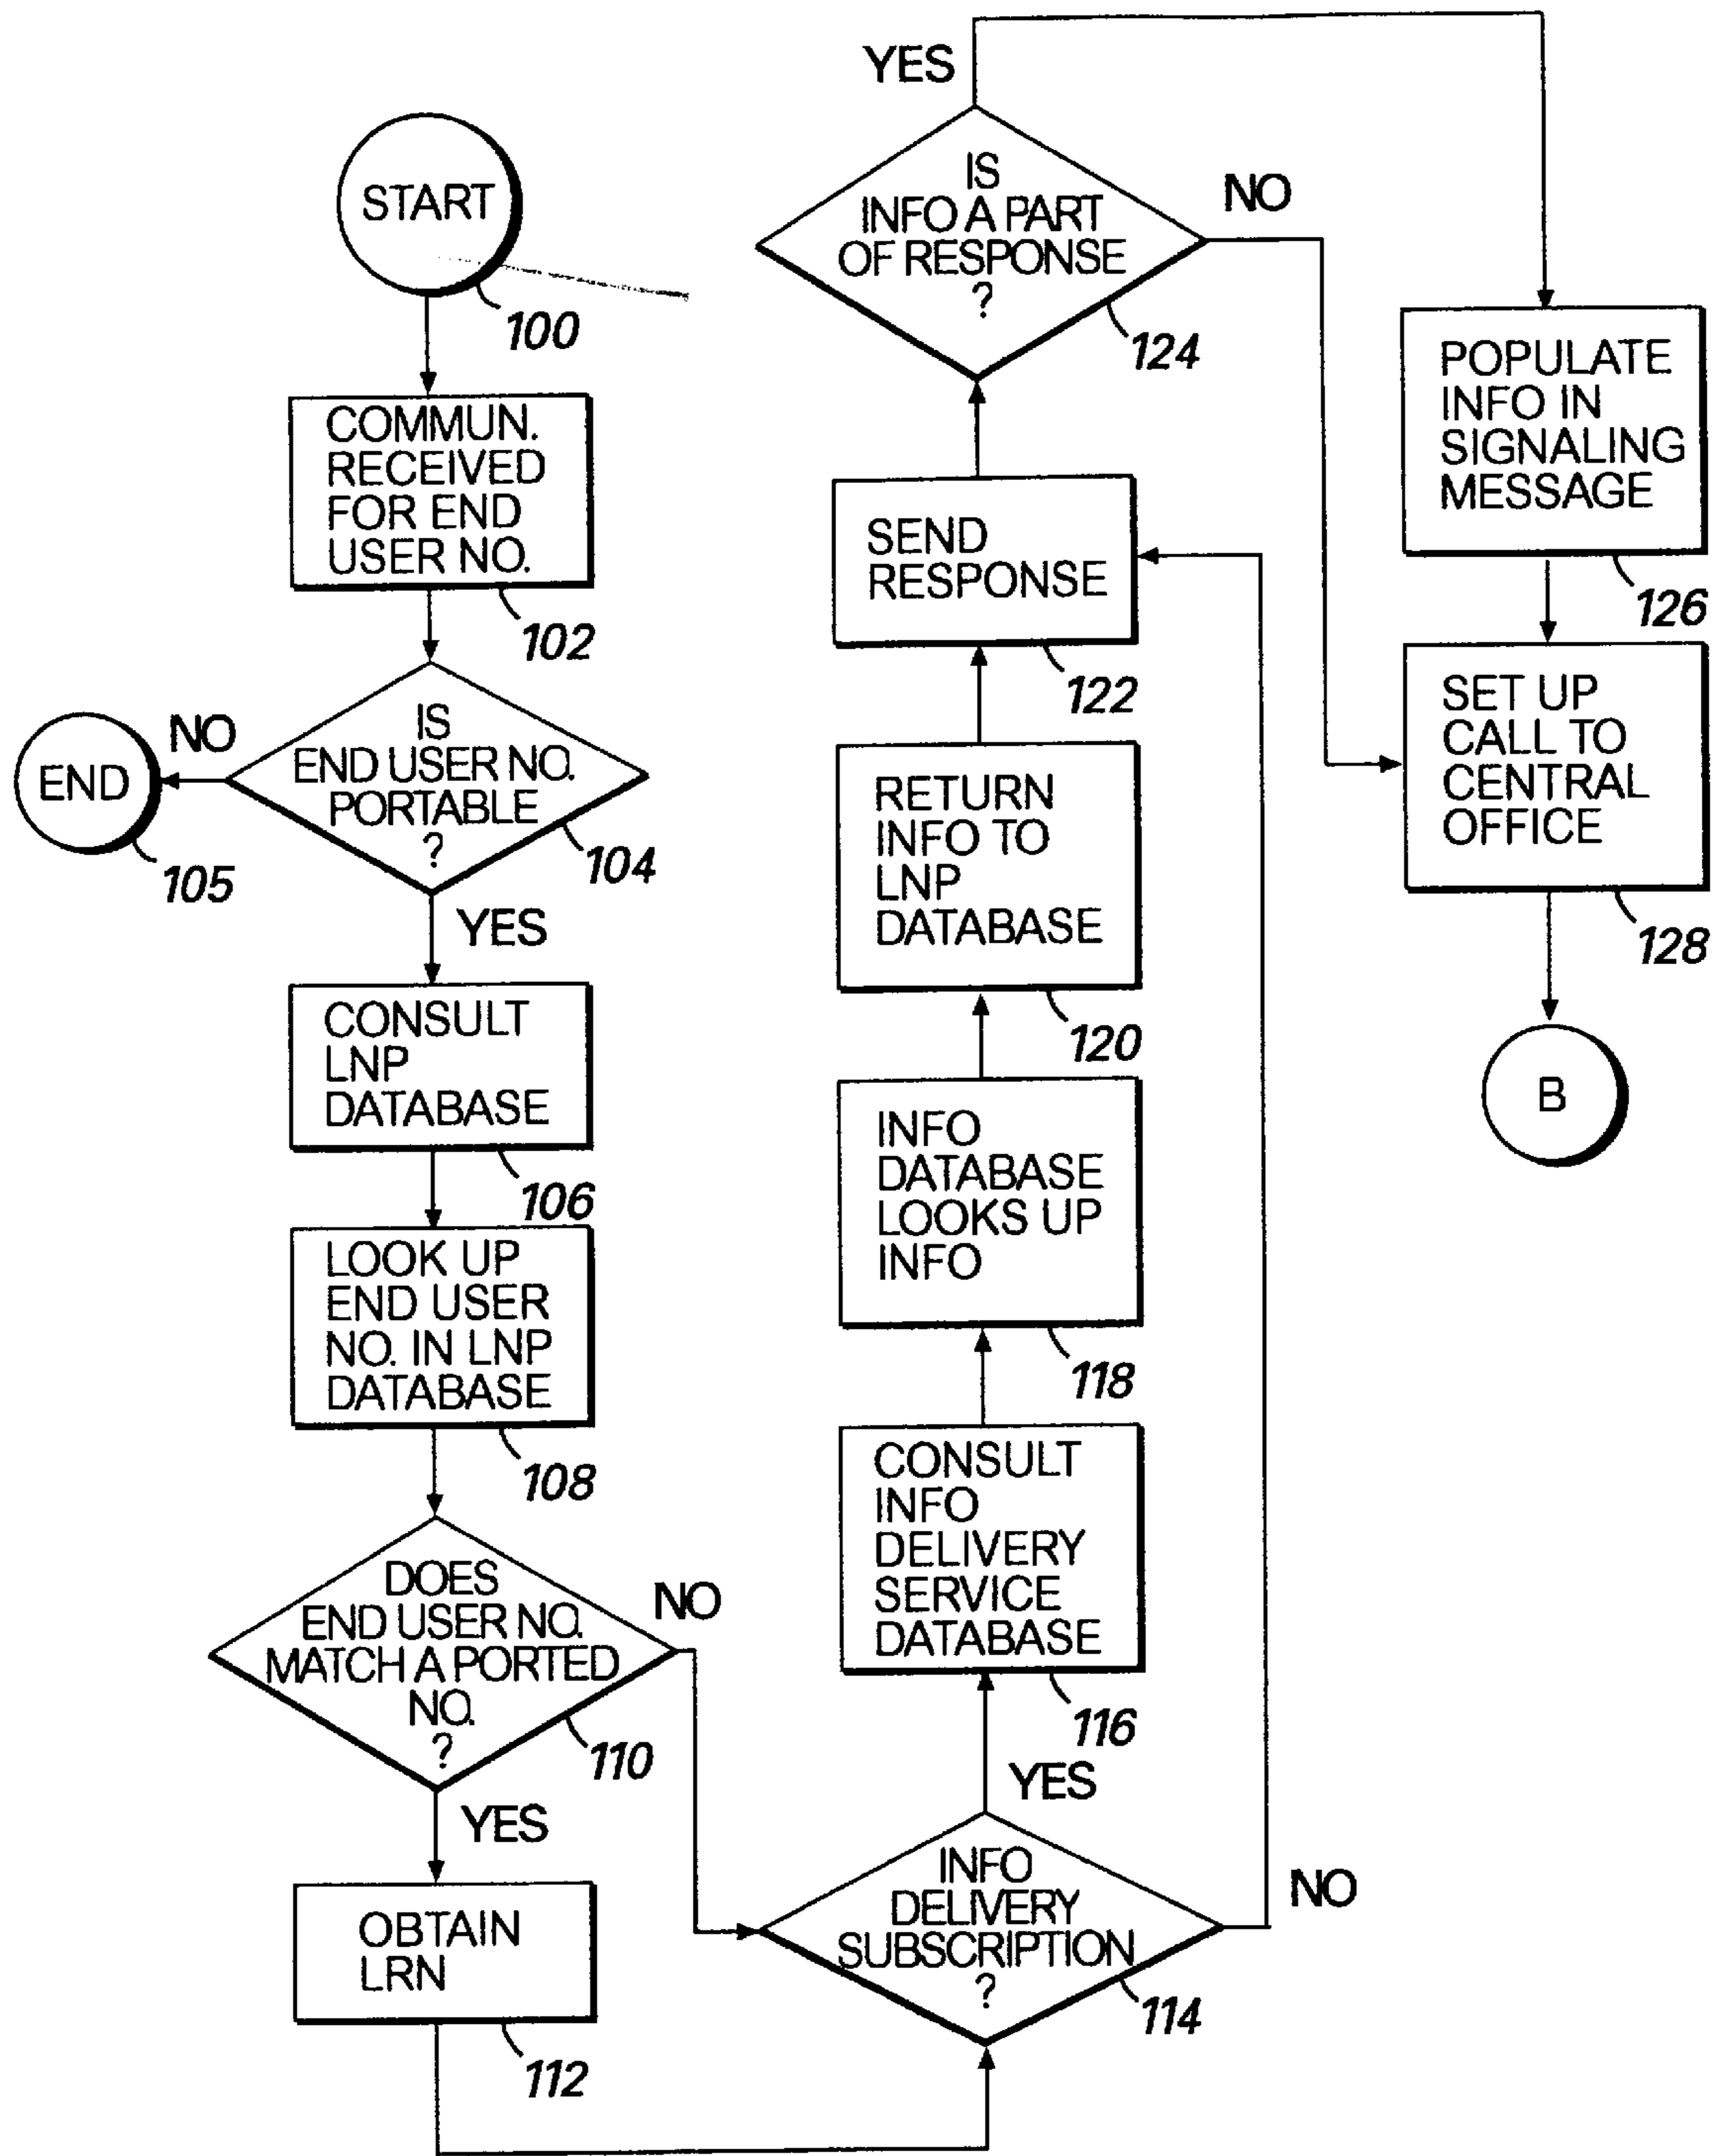 START
100
COMMUN.
RECEIVED
FOR END
USER NO.
102
IS
END USER NO.
PORTABLE
?
104
NO
END
105
YES
CONSULT
LNP
DATABASE
106
LOOK UP
END USER
NO. IN LNP
DATABASE
108
DOES
END USER NO.
MATCH A PORTED
NO.
?
110
NO
YES
OBTAIN
LRN
112
INFO
DELIVERY
SUBSCRIPTION
?
114
NO
YES
CONSULT
INFO
DELIVERY
SERVICE
DATABASE
116
INFO
DATABASE
LOOKS UP
INFO
118
RETURN
INFO TO
LNP
DATABASE
120
SEND
RESPONSE
122
IS
INFO A PART
OF RESPONSE
?
124
YES
NO
POPULATE
INFO IN
SIGNALING
MESSAGE
126
SET UP
CALL TO
CENTRAL
OFFICE
128
B